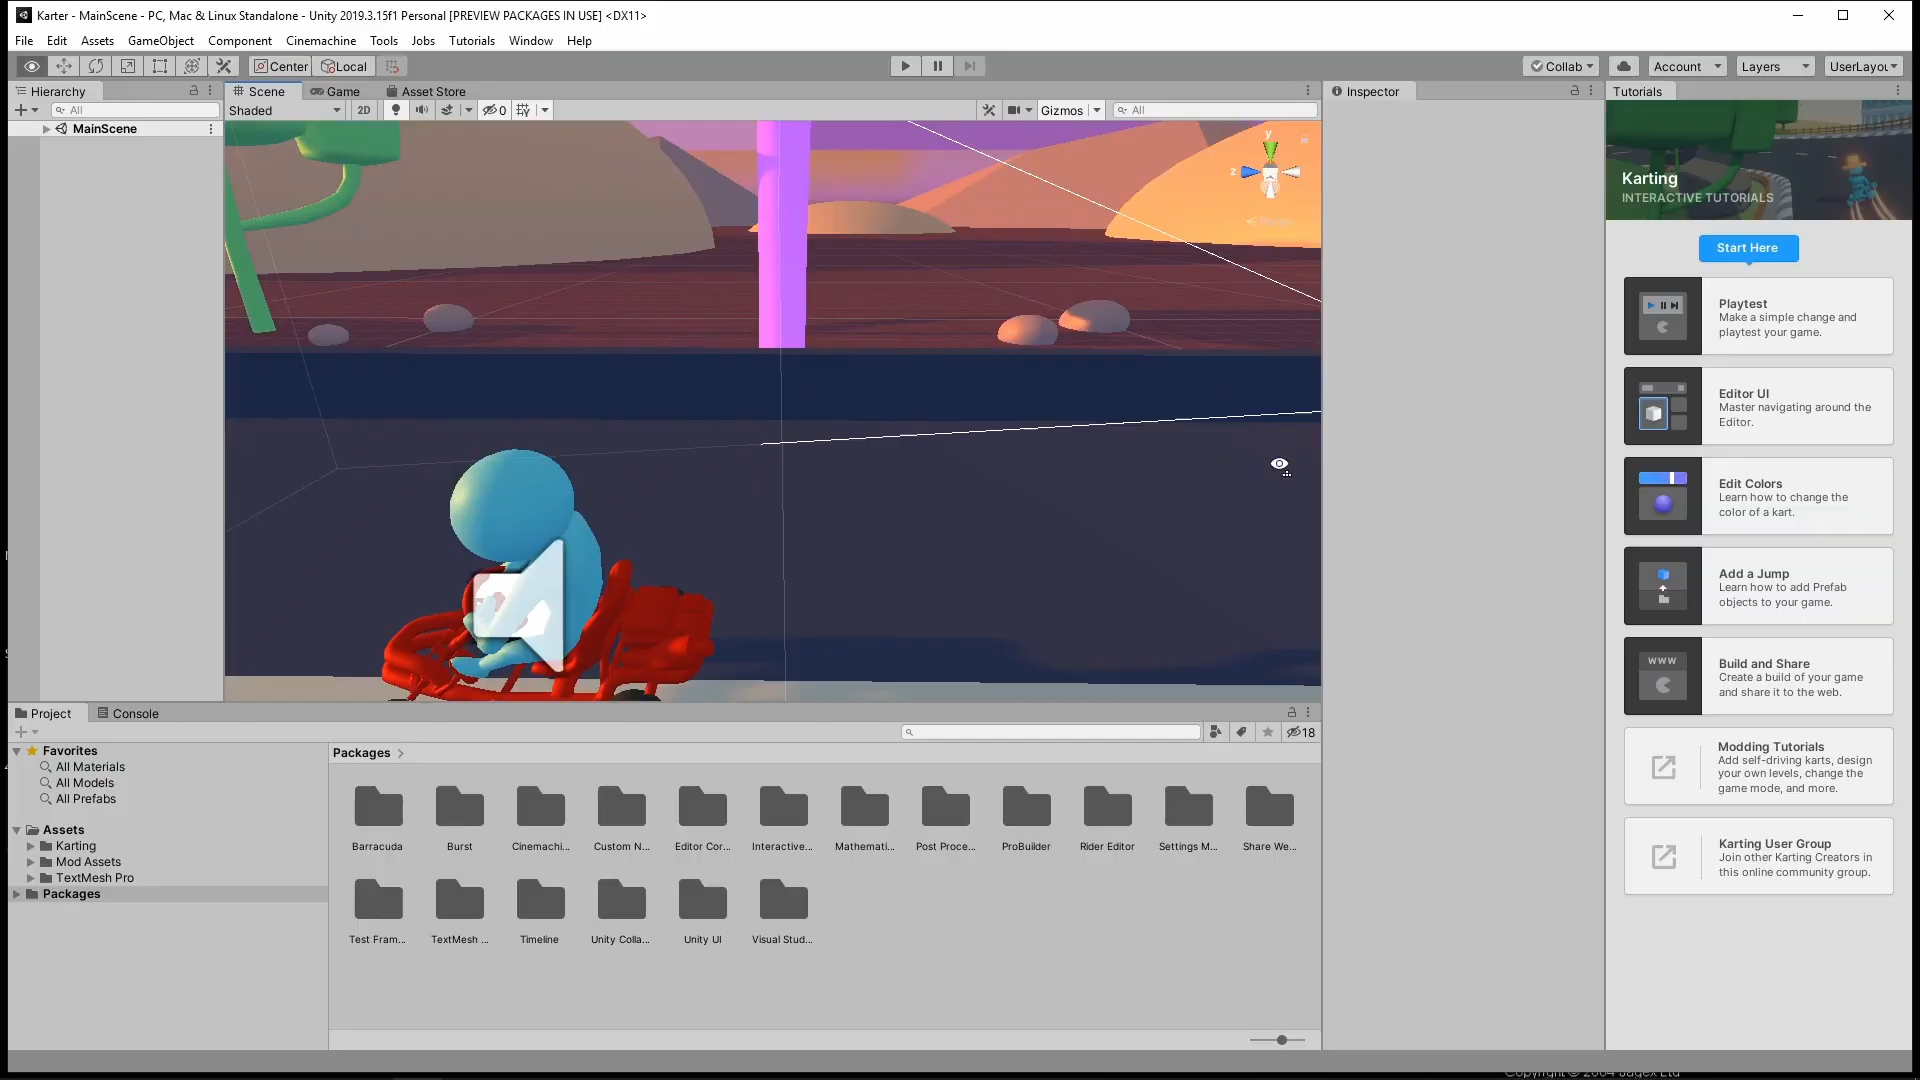 Karter - MainScene - PC, Mac & Linux Standalone - Unity 2019.3.15f1 Personal [PREVIEW PACKAGES IN USE] <DX11>
File Edit Assets GameObject Component Cinemachine Tools Jobs Tutorials Window Help
Center Local Collab Account Layers UserLayou
Hierarchy
All
MainScene
Scene Game Asset Store
Shaded 2D 0 Gizmos All
y
z
Inspector
Tutorials
Karting
INTERACTIVE TUTORIALS
Start Here
Playtest
Make a simple change and
playtest your game.
Editor UI
Master navigating around the
Editor.
Edit Colors
Learn how to change the
color of a kart.
Add a Jump
Learn how to add Prefab
objects to your game.
WWW
Build and Share
Create a build of your game
and share it to the web.
Modding Tutorials
Add self-driving karts, design
your own levels, change the
game mode, and more.
Karting User Group
Join other Karting Creators in
this online community group.
Project Console
18
Favorites
All Materials
All Models
All Prefabs
Assets
Karting
Mod Assets
TextMesh Pro
Packages
Packages
Barracuda Burst Cinemachi... Custom N... Editor Cor... Interactive... Mathemati... Post Proce... ProBuilder Rider Editor Settings M... Share We...
Test Fram... TextMesh ... Timeline Unity Colla... Unity UI Visual Stud...